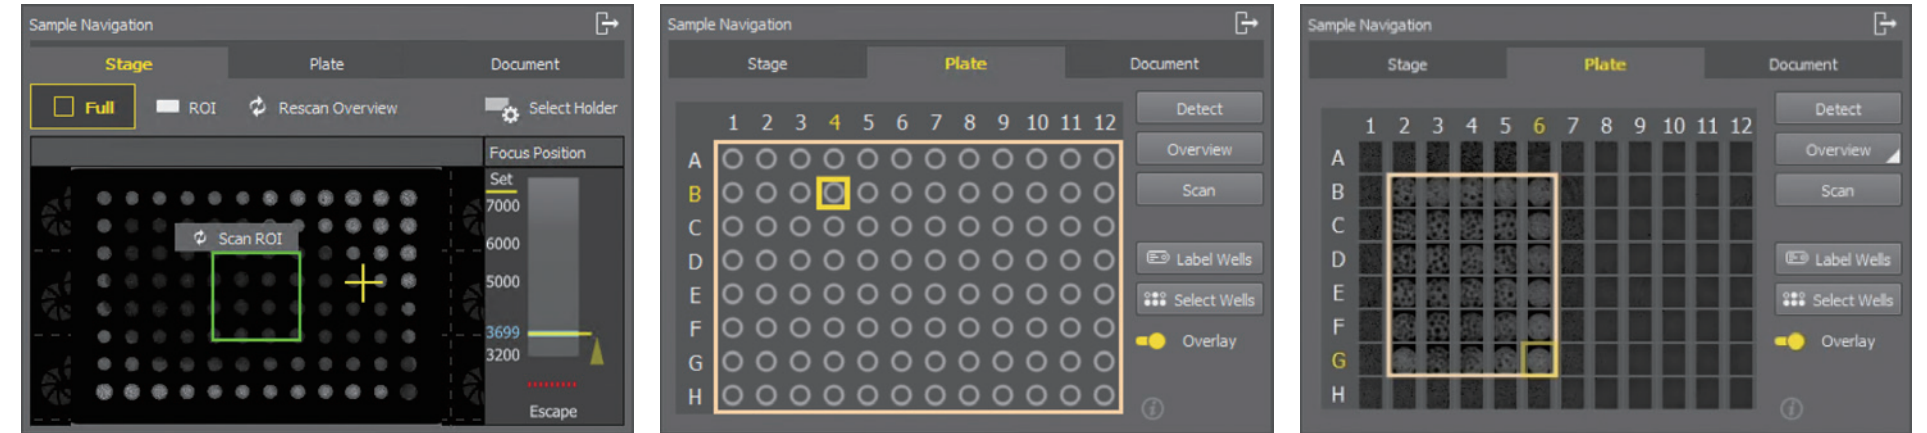 Sample Navigation
Stage Plate Document
Full ROI Rescan Overview Select Holder
Focus Position
Set
7000
Scan ROI
6000
5000
3699
3200
Escape
Sample Navigation
Stage Plate Document
Detect
1 2 3 4 5 6 7 8 9 10 11 12
A
Overview
B
Scan
C
D
Label Wells
E
Select Wells
F
Overlay
G
H
i
Sample Navigation
Stage Plate Document
Detect
1 2 3 4 5 6 7 8 9 10 11 12
A
Overview
B
Scan
C
D
Label Wells
E
Select Wells
F
Overlay
G
H
i